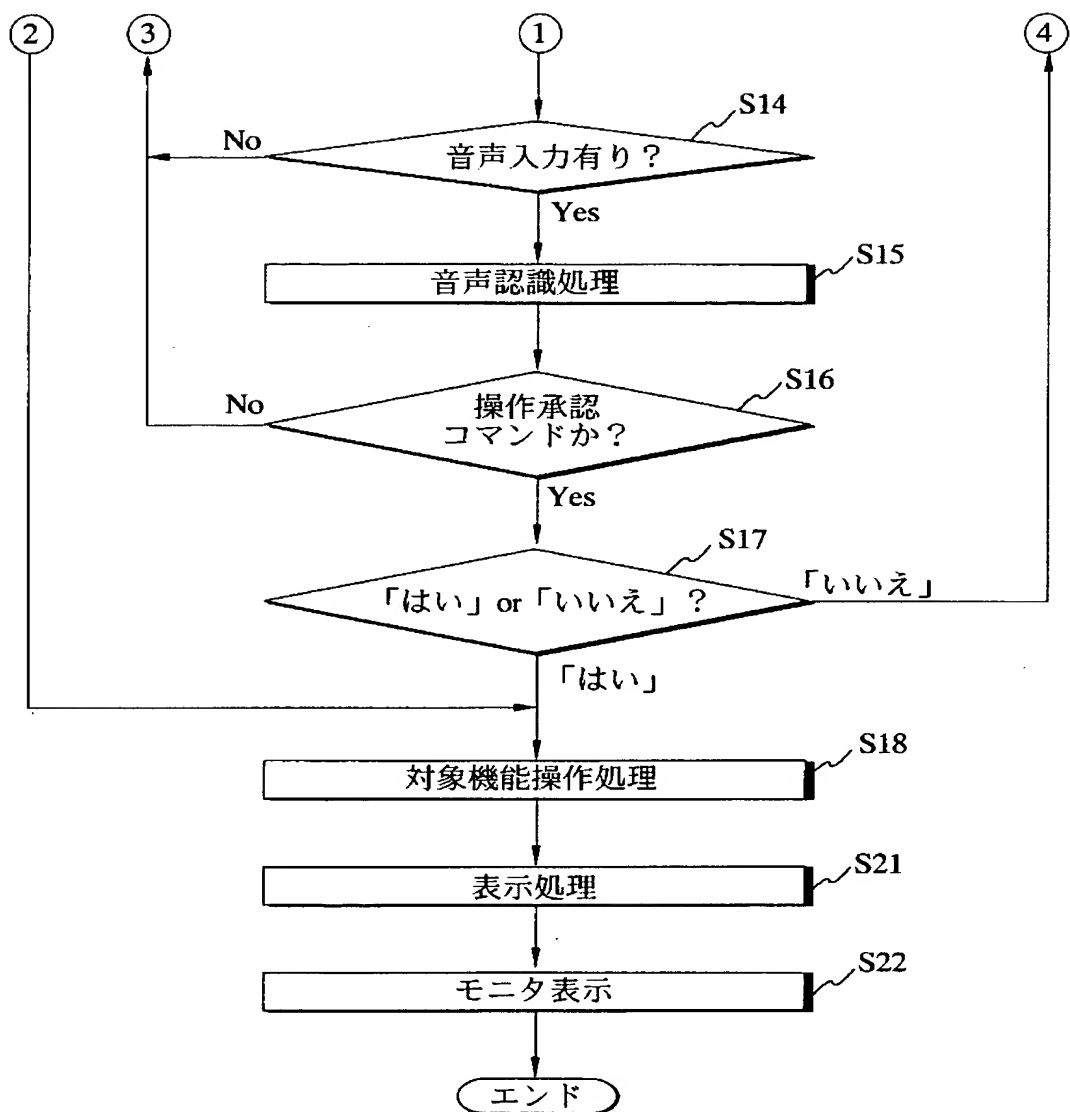 ② ③ ① ④
S14
No
音声入力有り？
Yes
S15
音声認識処理
S16
No
操作承認
コマンドか？
Yes
S17
「はい」or「いいえ」？
「いいえ」
「はい」
S18
対象機能操作処理
S21
表示処理
S22
モニタ表示
エンド